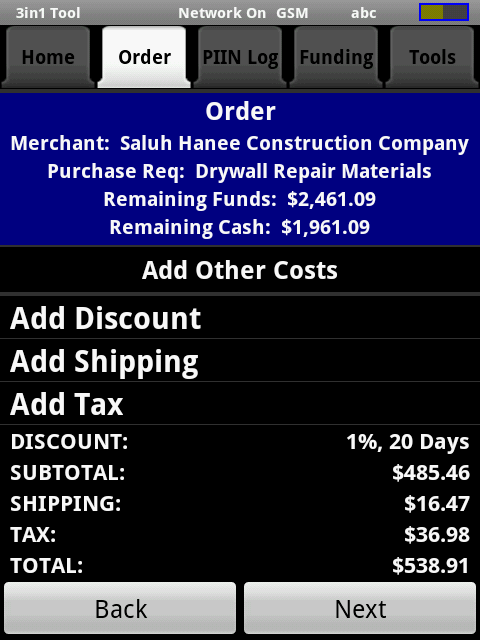 3in1 Tool Network On GSM abc
Home Order PIIN Log Funding Tools
Order
Merchant: Saluh Hanee Construction Company
Purchase Req: Drywall Repair Materials
Remaining Funds: $2,461.09
Remaining Cash: $1,961.09
Add Other Costs
Add Discount
Add Shipping
Add Tax
DISCOUNT: 1%, 20 Days
SUBTOTAL: $485.46
SHIPPING: $16.47
TAX: $36.98
TOTAL: $538.91
Back Next